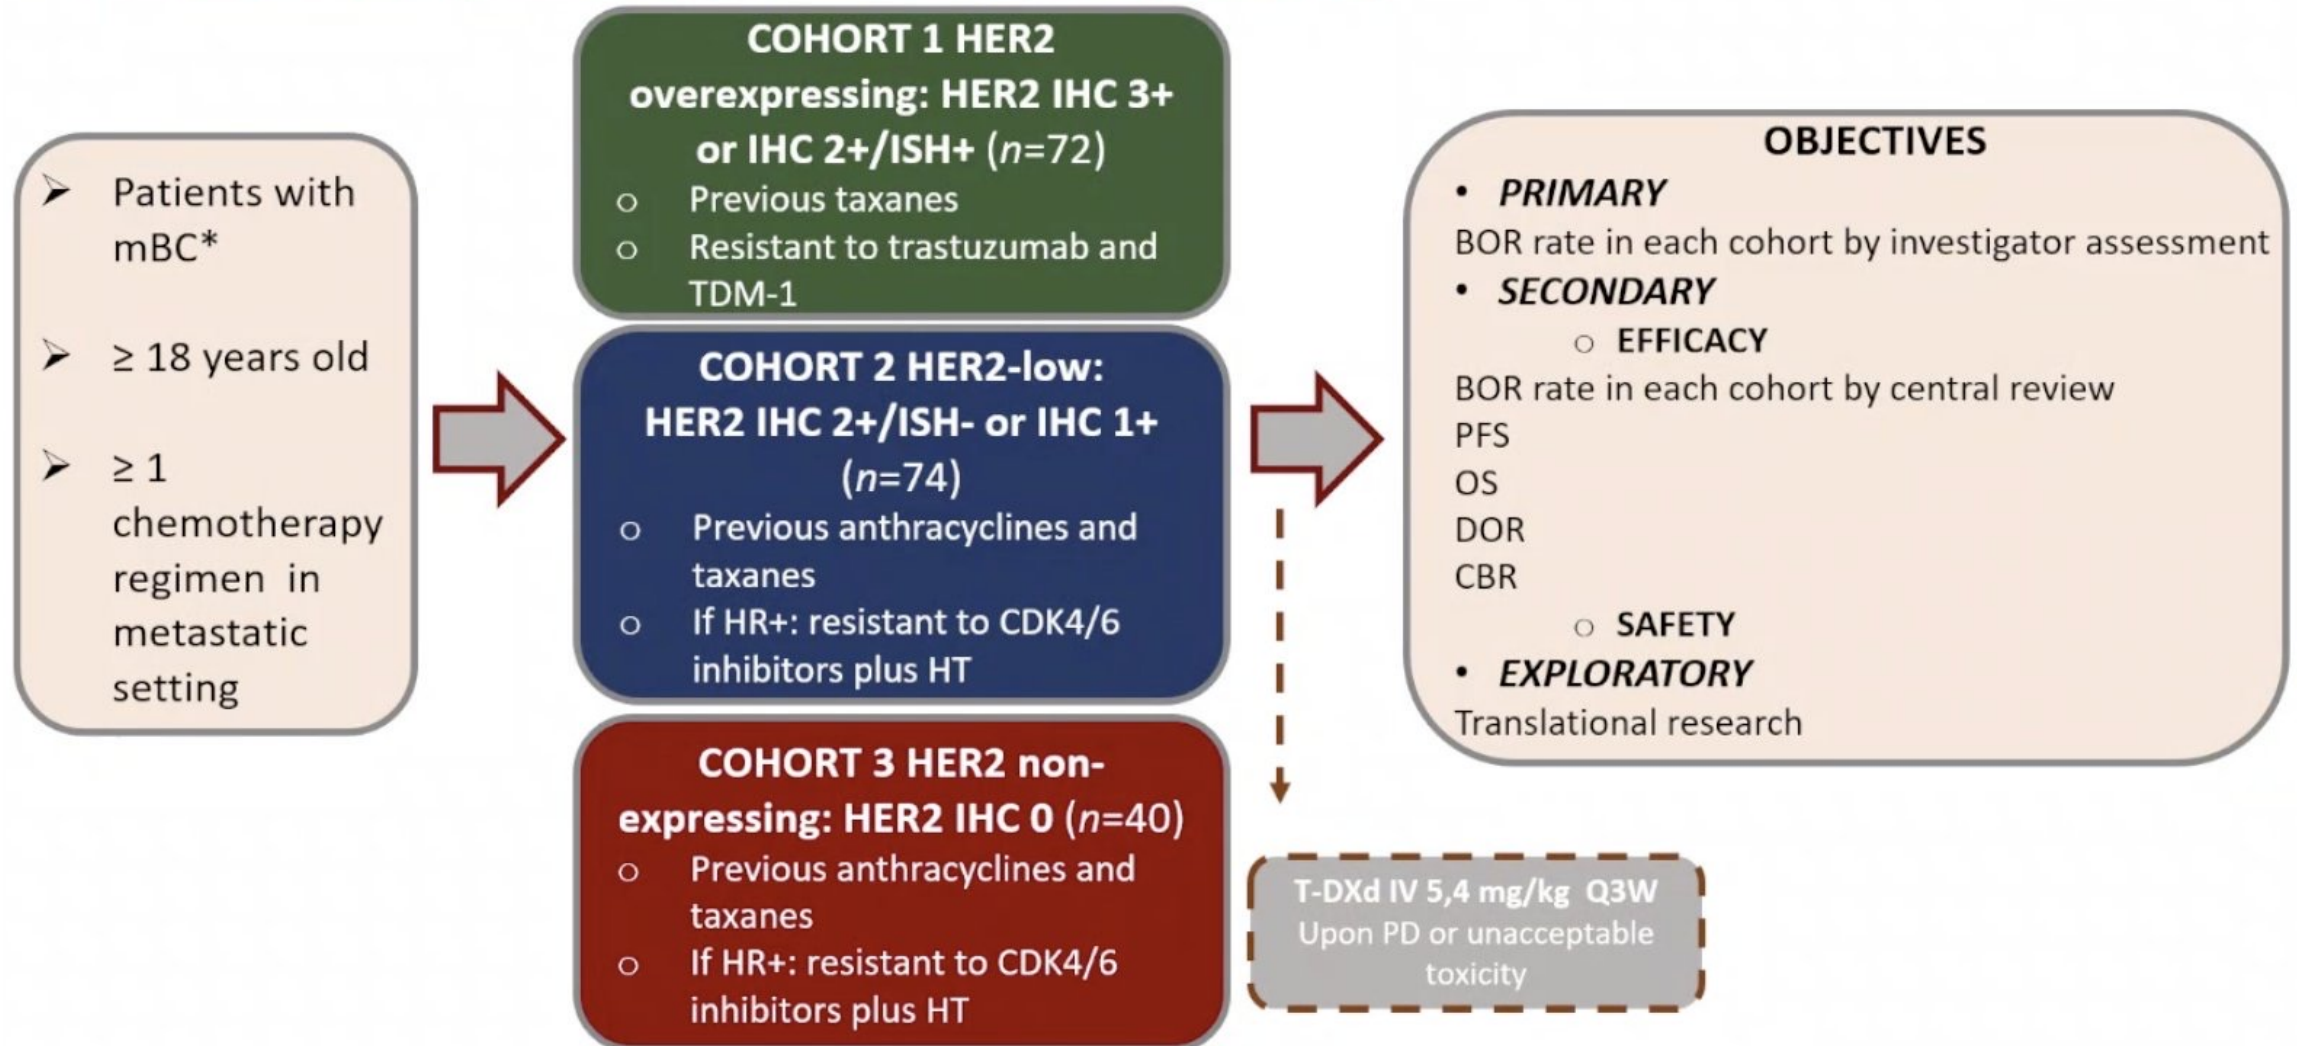 ➢ Patients with
mBC*
➢ ≥ 18 years old
➢ ≥ 1
chemotherapy
regimen in
metastatic
setting
COHORT 1 HER2
overexpressing: HER2 IHC 3+
or IHC 2+/ISH+ (n=72)
o Previous taxanes
o Resistant to trastuzumab and
TDM-1
COHORT 2 HER2-low:
HER2 IHC 2+/ISH- or IHC 1+
(n=74)
o Previous anthracyclines and
taxanes
o If HR+: resistant to CDK4/6
inhibitors plus HT
COHORT 3 HER2 non-
expressing: HER2 IHC 0 (n=40)
o Previous anthracyclines and
taxanes
o If HR+: resistant to CDK4/6
inhibitors plus HT
T-DXd IV 5,4 mg/kg Q3W
Upon PD or unacceptable
toxicity
OBJECTIVES
• PRIMARY
BOR rate in each cohort by investigator assessment
• SECONDARY
o EFFICACY
BOR rate in each cohort by central review
PFS
OS
DOR
CBR
o SAFETY
• EXPLORATORY
Translational research